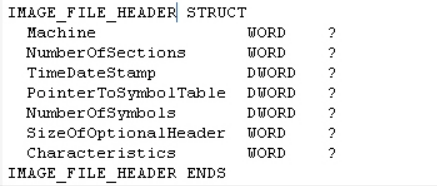 IMAGE_FILE_HEADER STRUCT
  Machine              WORD    ?
  NumberOfSections     WORD    ?
  TimeDateStamp        DWORD   ?
  PointerToSymbolTable DWORD   ?
  NumberOfSymbols      DWORD   ?
  SizeOfOptionalHeader WORD    ?
  Characteristics      WORD    ?
IMAGE_FILE_HEADER ENDS